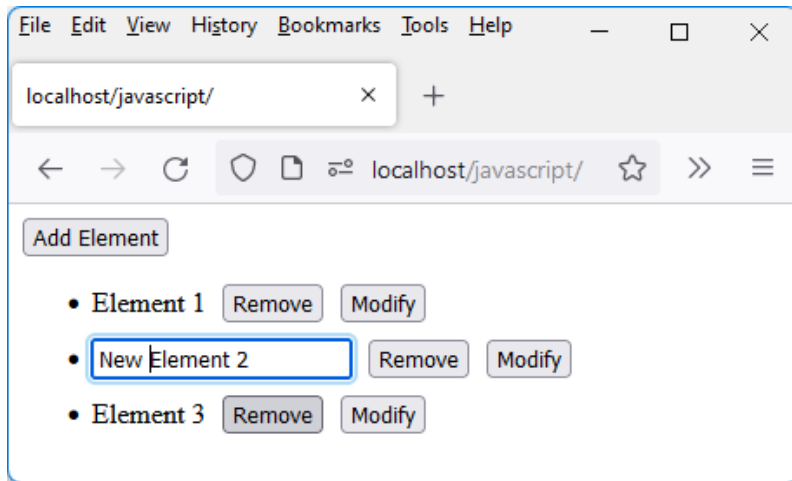 File Edit View History Bookmarks Tools Help
localhost/javascript/
localhost/javascript/
Add Element
Element 1 Remove Modify
New Element 2 Remove Modify
Element 3 Remove Modify